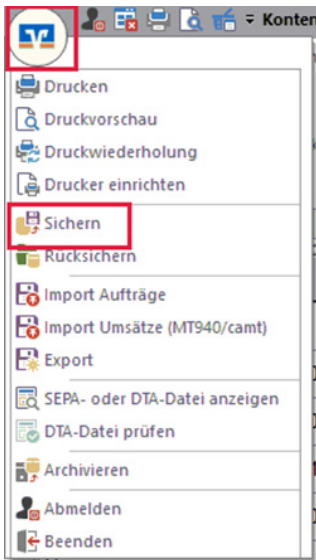 Konten
Drucken
Druckvorschau
Druckwiederholung
Drucker einrichten
Sichern
Rücksichern
Import Aufträge
Import Umsätze (MT940/camt)
Export
SEPA- oder DTA-Datei anzeigen
DTA-Datei prüfen
Archivieren
Abmelden
Beenden